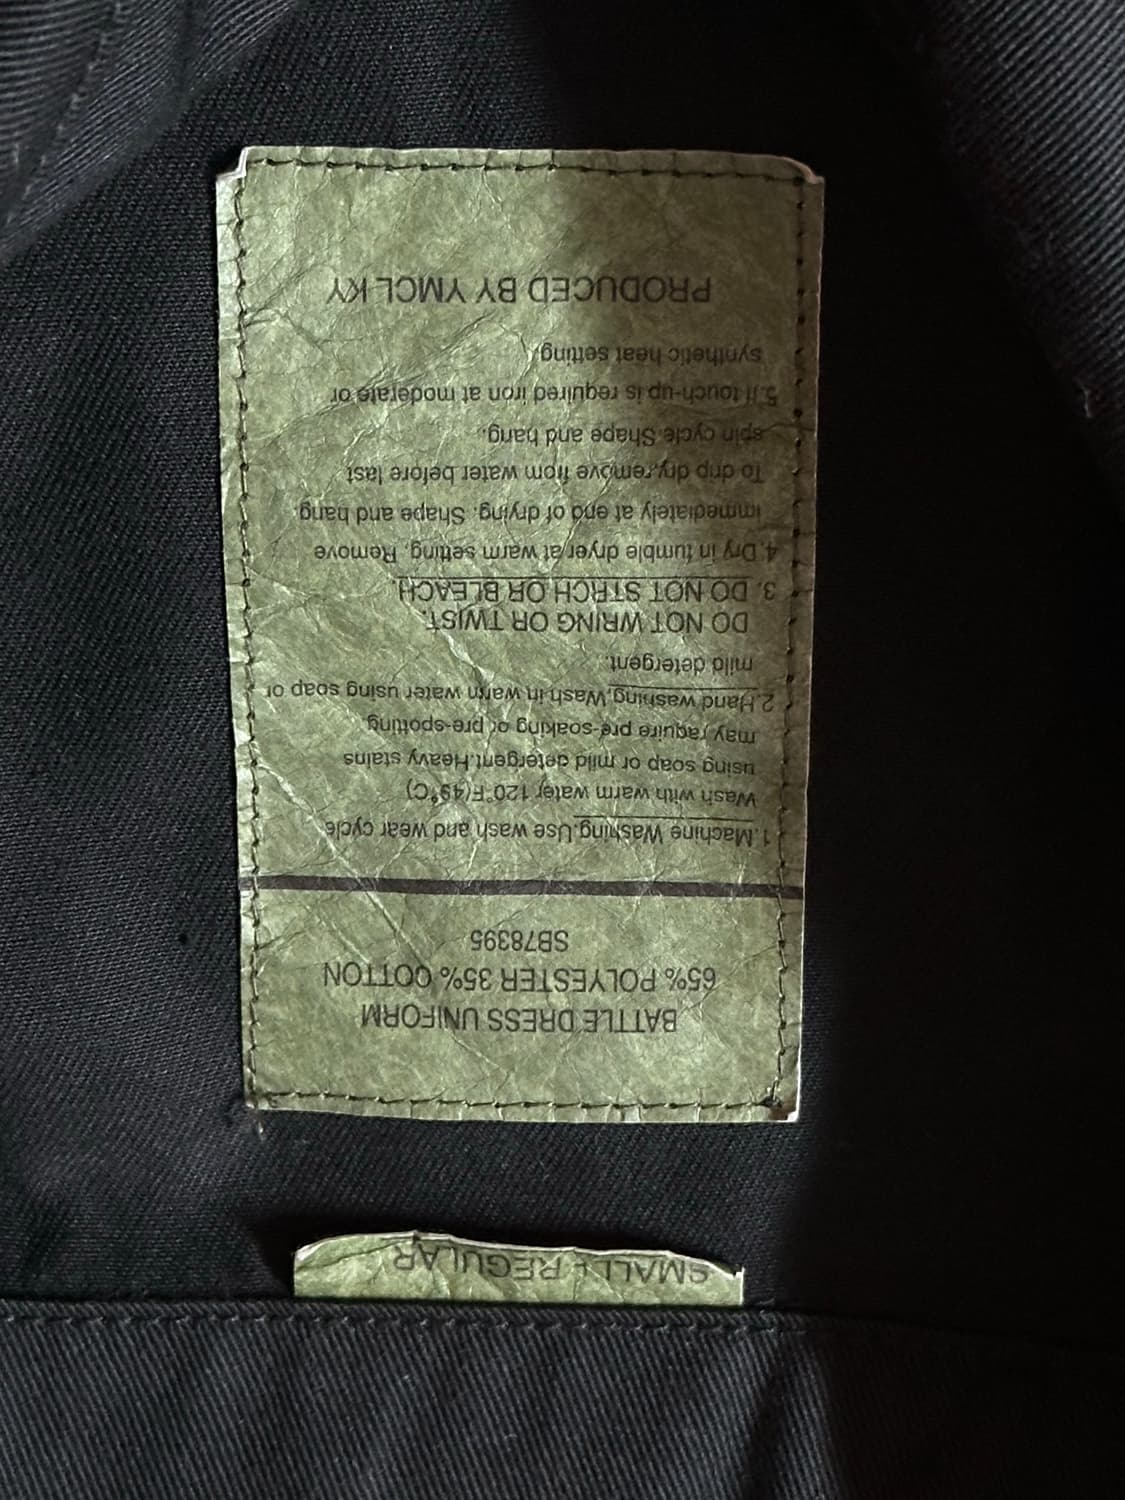 SMALL - REGULAR
BATTLE DRESS UNIFORM
65% POLYESTER 35% COTTON
SB78395
1.Machine Washing.Use wash and wear cycle
Wash with warm water 120°F(49°C)
using soap or mild detergent.Heavy stains
may require pre-soaking or pre-spotting.
2.Hand washing,Wash in warm water using soap or
mild detergent.
DO NOT WRING OR TWIST.
3. DO NOT STRCH OR BLEACH.
4.Dry in tumble dryer at warm setting. Remove
immediately at end of drying. Shape and hang.
To drip dry,remove from water before last
spin cycle.Shape and hang.
5.If touch-up is required iron at moderate or
synthetic heat setting.
PRODUCED BY YMCL KY